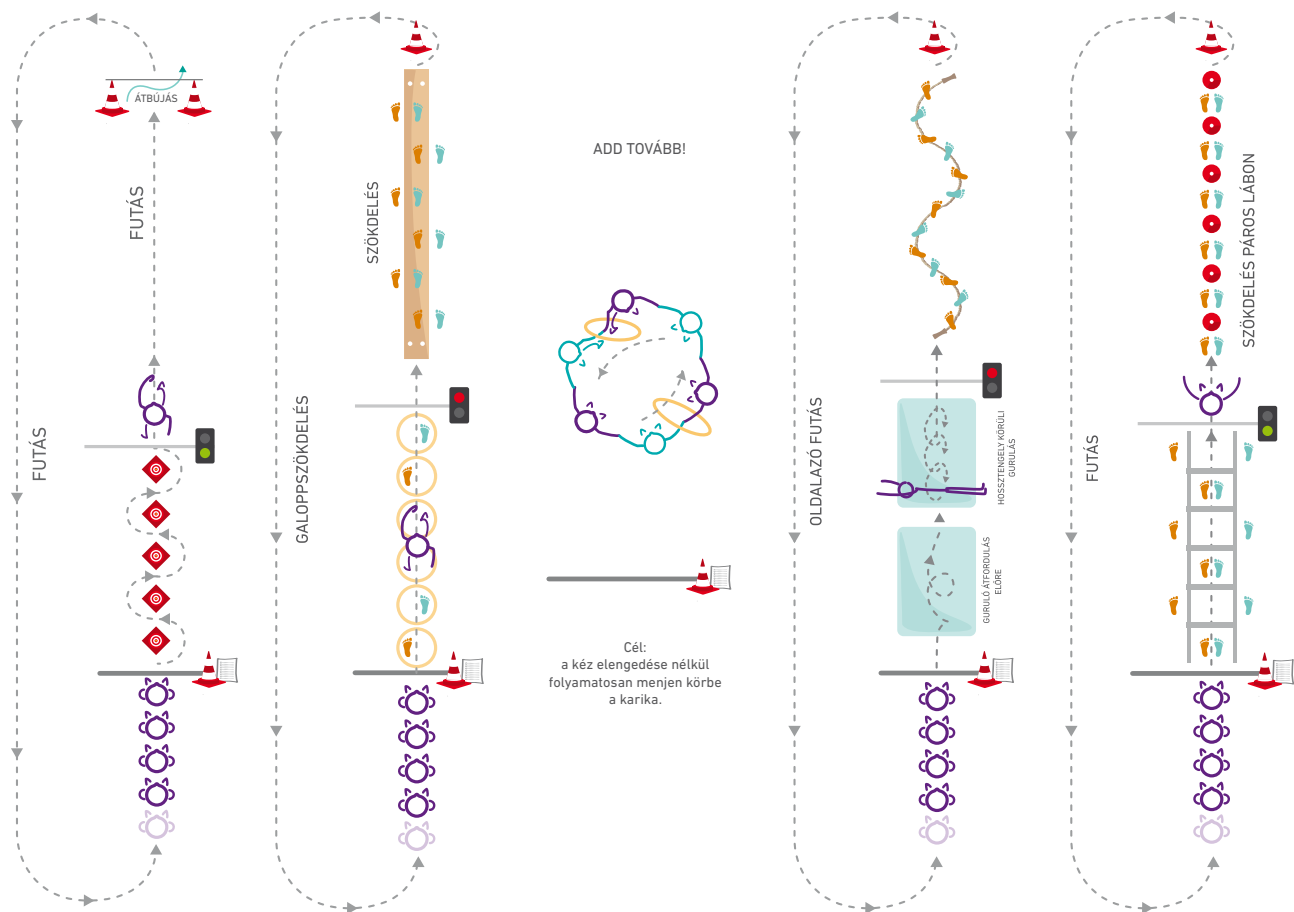 ÁTBÚJÁS
FUTÁS
FUTÁS
SZÖKDELÉS
GALOPPSZÖKDELÉS
ADD TOVÁBB!
Cél:
a kéz elengedése nélkül
folyamatosan menjen körbe
a karika.
OLDALAZÓ FUTÁS
HOSSZTENGELY KÖRÜLI
GURULÁS
GURULÓ ÁTFORDULÁS
ELŐRE
SZÖKDELÉS PÁROS LÁBON
FUTÁS